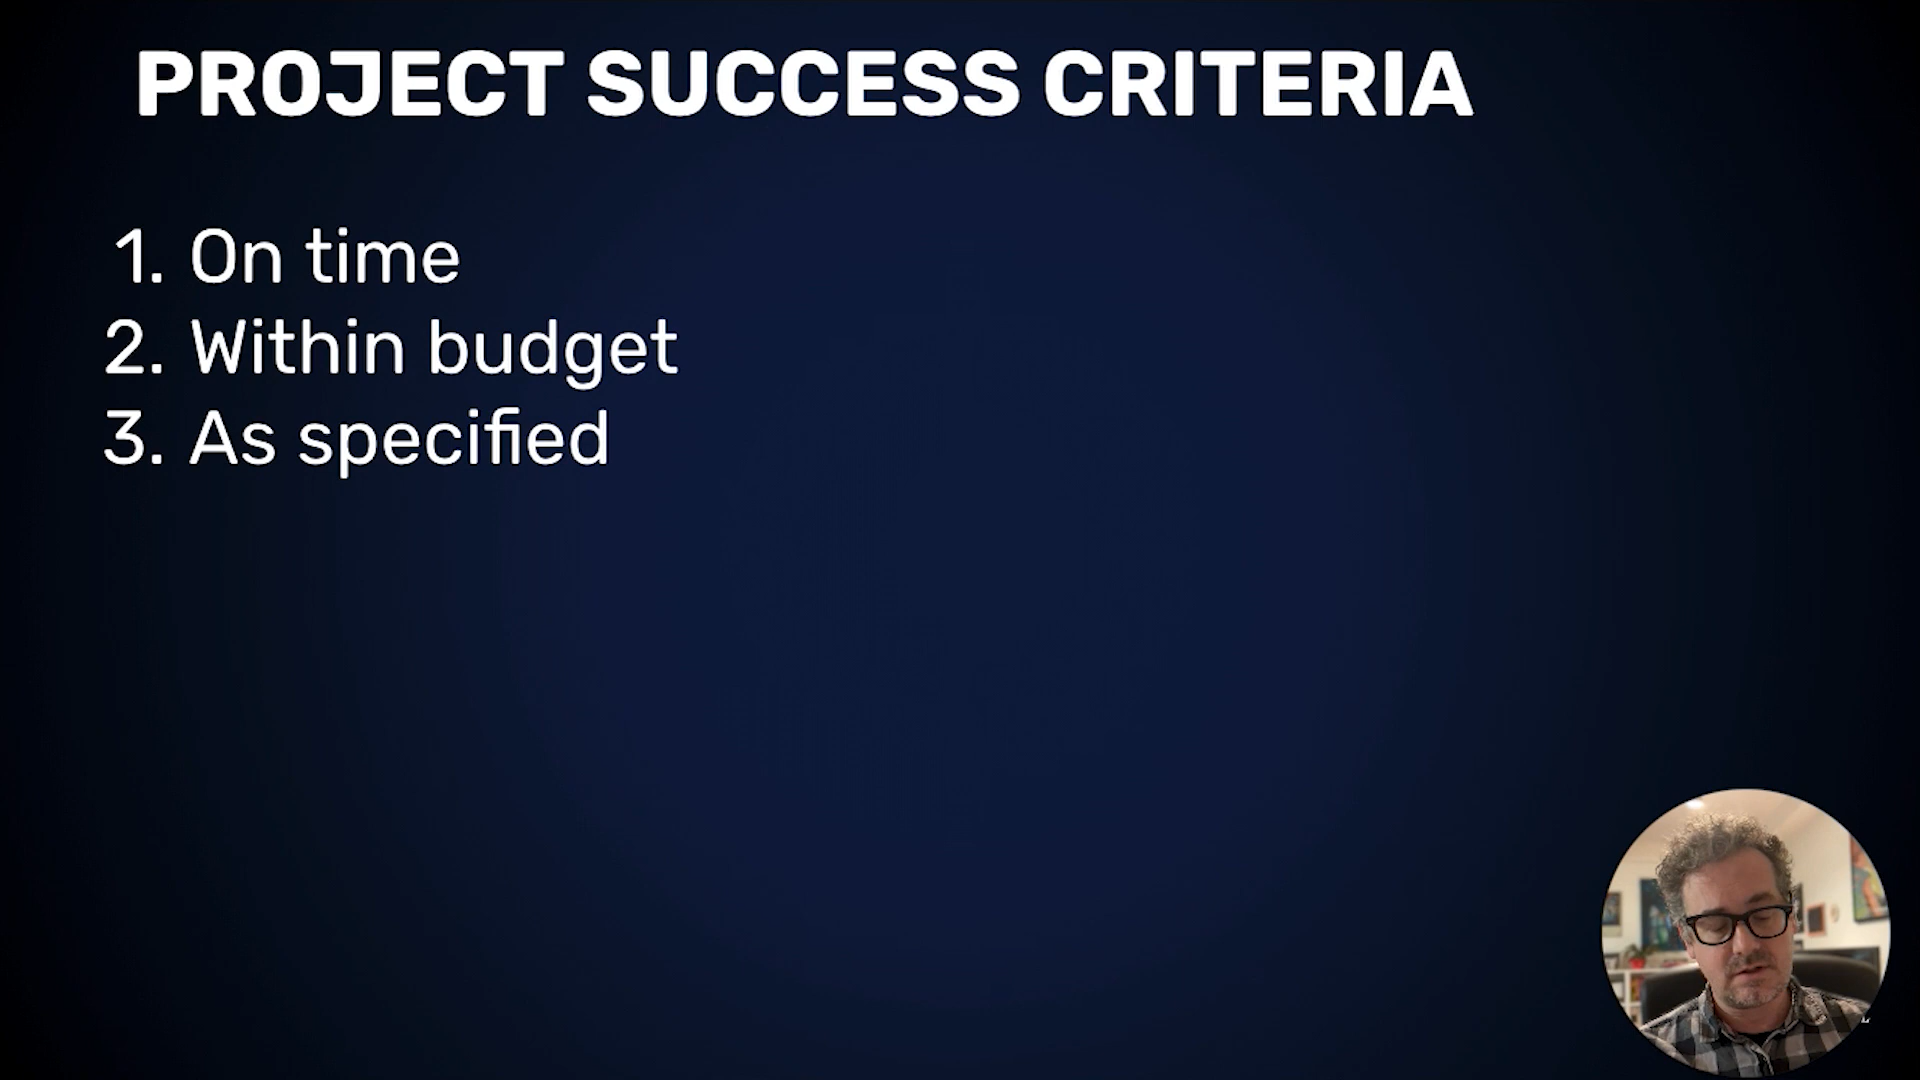 PROJECT SUCCESS CRITERIA
1. On time
2. Within budget
3. As specified